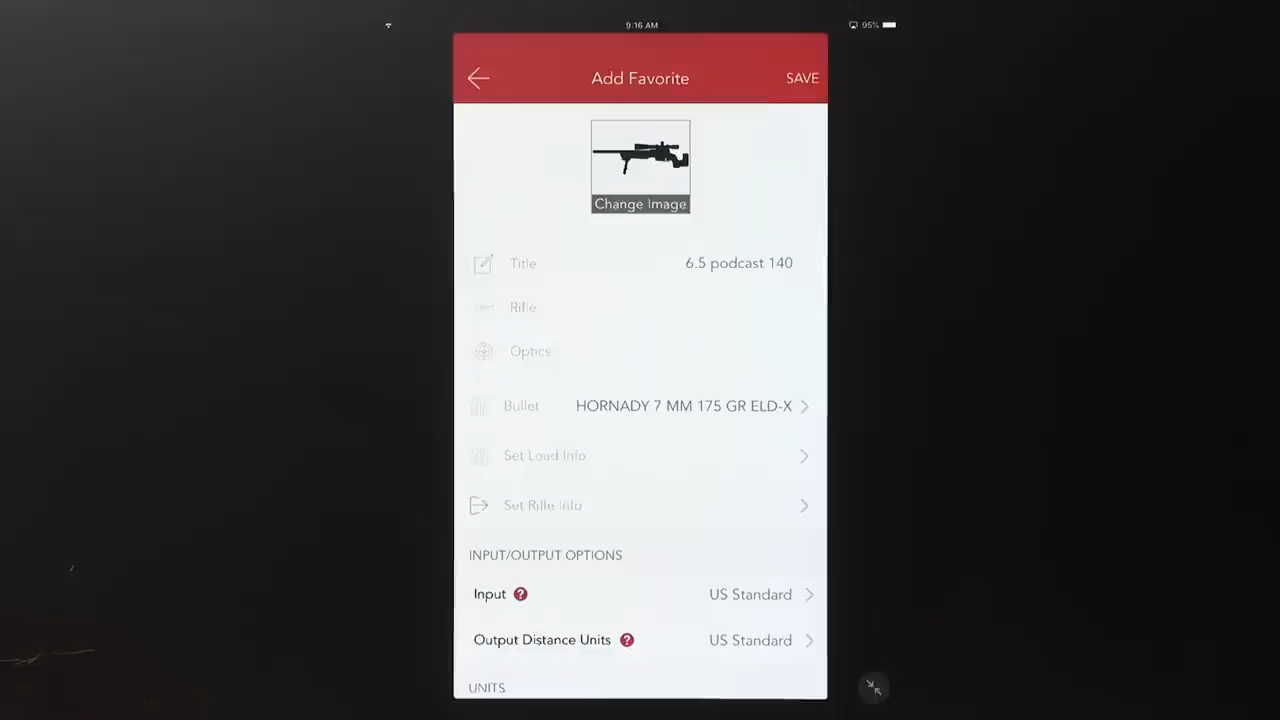 9:16 AM
95%
Add Favorite
SAVE
Change Image
Title 6.5 podcast 140
Rifle
Optics
Bullet HORNADY 7 MM 175 GR ELD-X
Set Load Info
Set Rifle Info
INPUT/OUTPUT OPTIONS
Input ? US Standard
Output Distance Units ? US Standard
UNITS